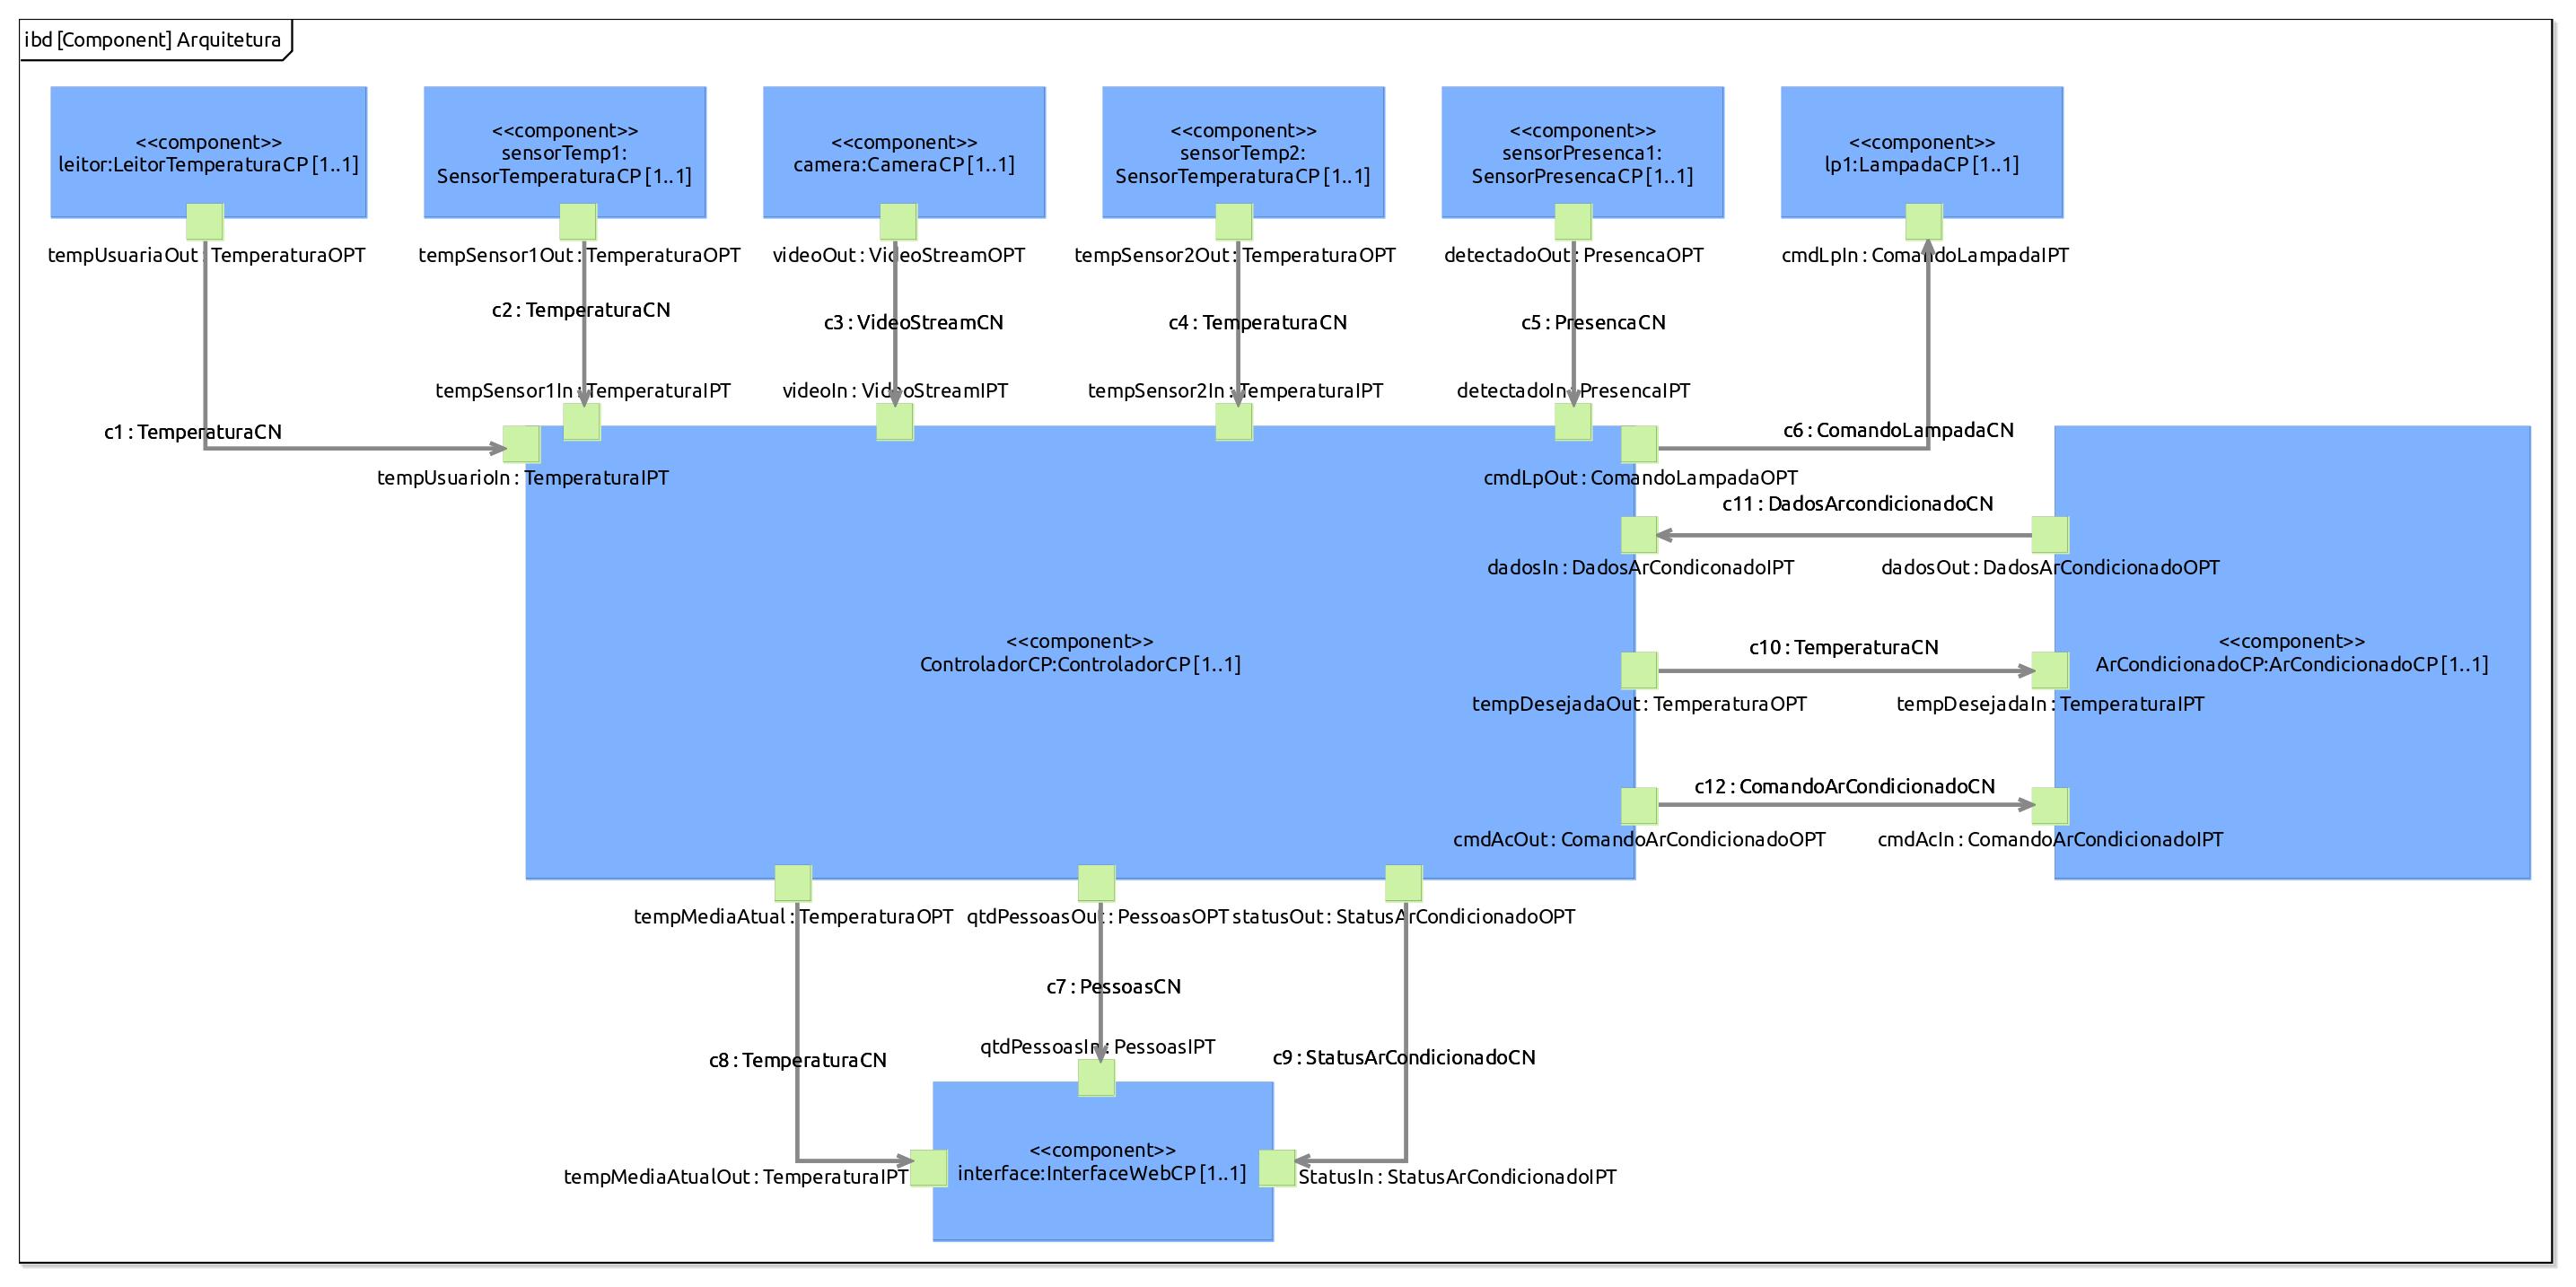 ibd [Component] Arquitetura
<<component>>
leitor:LeitorTemperaturaCP [1..1]
<<component>>
sensorTemp1:
SensorTemperaturaCP [1..1]
<<component>>
camera:CameraCP [1..1]
<<component>>
sensorTemp2:
SensorTemperaturaCP [1..1]
<<component>>
sensorPresenca1:
SensorPresencaCP [1..1]
<<component>>
lp1:LampadaCP [1..1]
tempUsuariaOut : TemperaturaOPT
tempSensor1Out : TemperaturaOPT
videoOut : VideoStreamOPT
tempSensor2Out : TemperaturaOPT
detectadoOut : PresencaOPT
cmdLpIn : ComandoLampadaIPT
c2 : TemperaturaCN
c3 : VideoStreamCN
c4 : TemperaturaCN
c5 : PresencaCN
tempSensor1In : TemperaturaIPT
videoIn : VideoStreamIPT
tempSensor2In : TemperaturaIPT
detectadoIn : PresencaIPT
c1 : TemperaturaCN
c6 : ComandoLampadaCN
tempUsuarioIn : TemperaturaIPT
cmdLpOut : ComandoLampadaOPT
c11 : DadosArcondicionadoCN
dadosIn : DadosArCondiconadoIPT
dadosOut : DadosArCondicionadoOPT
<<component>>
ControladorCP:ControladorCP [1..1]
c10 : TemperaturaCN
<<component>>
ArCondicionadoCP:ArCondicionadoCP [1..1]
tempDesejadaOut : TemperaturaOPT
tempDesejadaIn : TemperaturaIPT
c12 : ComandoArCondicionadoCN
cmdAcOut : ComandoArCondicionadoOPT
cmdAcIn : ComandoArCondicionadoIPT
tempMediaAtual : TemperaturaOPT
qtdPessoasOut : PessoasOPT
statusOut : StatusArCondicionadoOPT
c7 : PessoasCN
qtdPessoasIn : PessoasIPT
c8 : TemperaturaCN
c9 : StatusArCondicionadoCN
<<component>>
interface:InterfaceWebCP [1..1]
tempMediaAtualOut : TemperaturaIPT
StatusIn : StatusArCondicionadoIPT